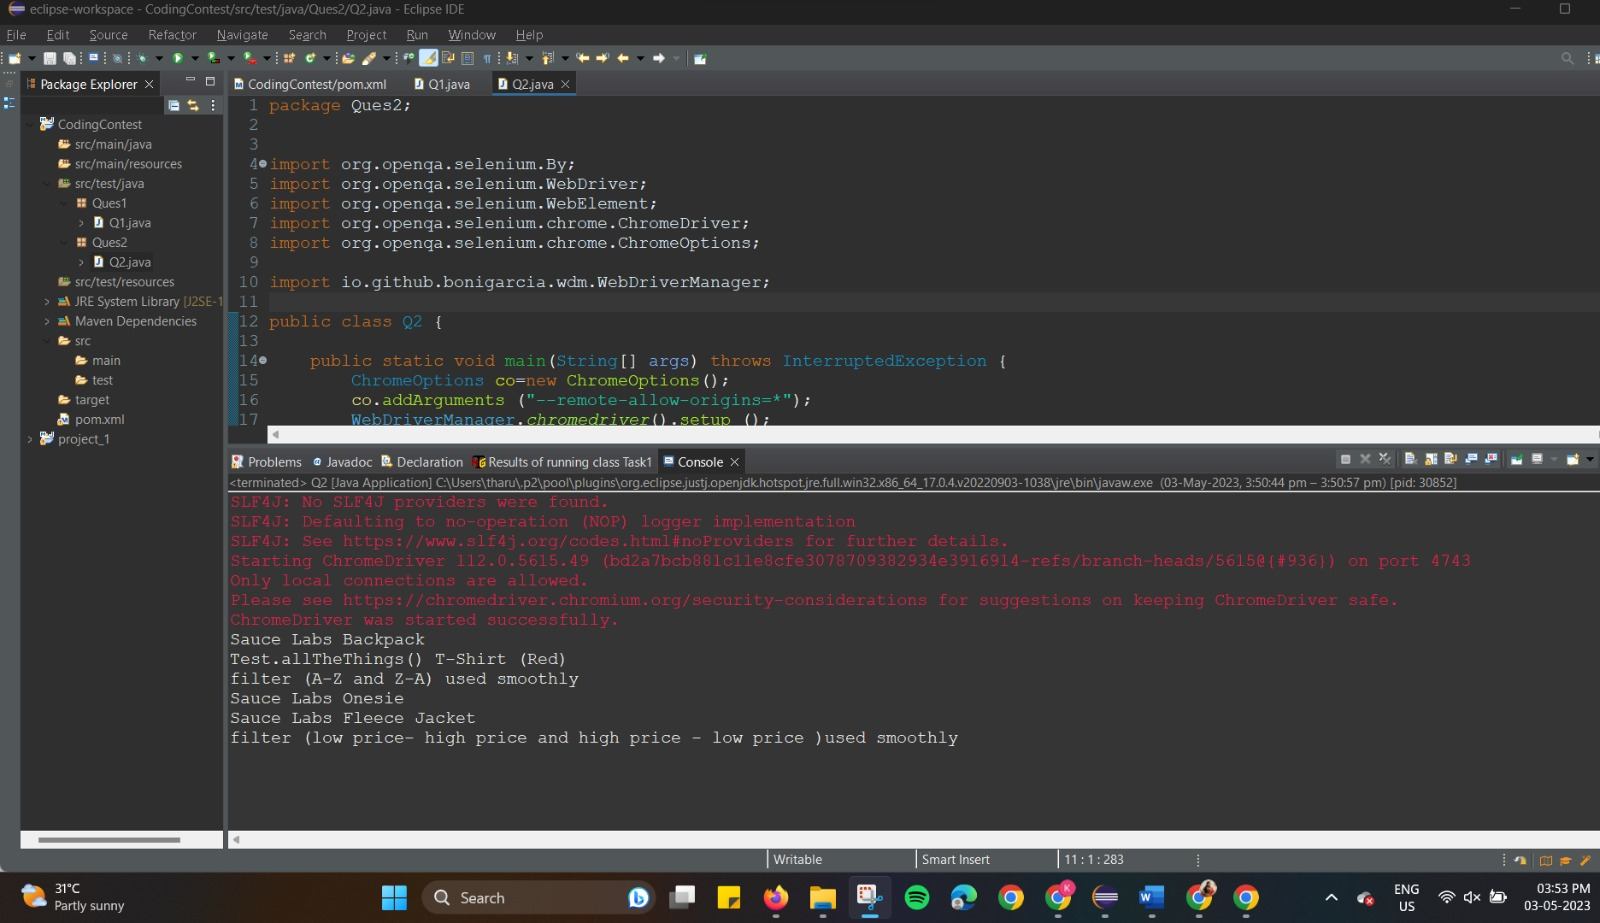 eclipse-workspace - CodingContest/src/test/java/Ques2/Q2.java - Eclipse IDE
File Edit Source Refactor Navigate Search Project Run Window Help
Package Explorer
CodingContest/pom.xml Q1.java Q2.java
CodingContest
src/main/java
src/main/resources
src/test/java
Ques1
Q1.java
Ques2
Q2.java
src/test/resources
JRE System Library [J2SE-1
Maven Dependencies
src
main
test
target
pom.xml
project_1
1 package Ques2;
2
3
4 import org.openqa.selenium.By;
5 import org.openqa.selenium.WebDriver;
6 import org.openqa.selenium.WebElement;
7 import org.openqa.selenium.chrome.ChromeDriver;
8 import org.openqa.selenium.chrome.ChromeOptions;
9
10 import io.github.bonigarcia.wdm.WebDriverManager;
11
12 public class Q2 {
13
14 public static void main(String[] args) throws InterruptedException {
15 ChromeOptions co=new ChromeOptions();
16 co.addArguments ("--remote-allow-origins=*");
17 WebDriverManager.chromedriver().setup ();
Problems Javadoc Declaration Results of running class Task1 Console
<terminated> Q2 [Java Application] C:\Users\tharu\.p2\pool\plugins\org.eclipse.justj.openjdk.hotspot.jre.full.win32.x86_64_17.0.4.v20220903-1038\jre\bin\javaw.exe (03-May-2023, 3:50:44 pm – 3:50:57 pm) [pid: 30852]
SLF4J: No SLF4J providers were found.
SLF4J: Defaulting to no-operation (NOP) logger implementation
SLF4J: See https://www.slf4j.org/codes.html#noProviders for further details.
Starting ChromeDriver 112.0.5615.49 (bd2a7bcb881c11e8cfe3078709382934e3916914-refs/branch-heads/5615@{#936}) on port 4743
Only local connections are allowed.
Please see https://chromedriver.chromium.org/security-considerations for suggestions on keeping ChromeDriver safe.
ChromeDriver was started successfully.
Sauce Labs Backpack
Test.allTheThings() T-Shirt (Red)
filter (A-Z and Z-A) used smoothly
Sauce Labs Onesie
Sauce Labs Fleece Jacket
filter (low price- high price and high price - low price )used smoothly
Writable Smart Insert 11 : 1 : 283
31°C
Partly sunny
Search
ENG
US
03:53 PM
03-05-2023